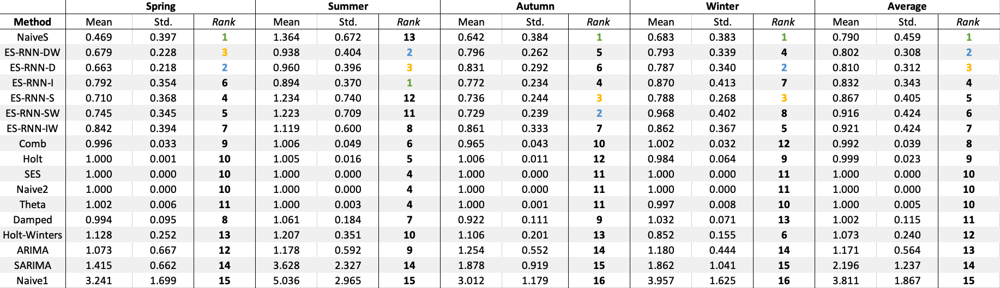 Spring Summer Autumn Winter Average
Method Mean Std. Rank Mean Std. Rank Mean Std. Rank Mean Std. Rank Mean Std. Rank
NaiveS 0.469 0.397 1 1.364 0.672 13 0.642 0.384 1 0.683 0.383 1 0.790 0.459 1
ES-RNN-DW 0.679 0.228 3 0.938 0.404 2 0.796 0.262 5 0.793 0.339 4 0.802 0.308 2
ES-RNN-D 0.663 0.218 2 0.960 0.396 3 0.831 0.292 6 0.787 0.340 2 0.810 0.312 3
ES-RNN-I 0.792 0.354 6 0.894 0.370 1 0.772 0.234 4 0.870 0.413 7 0.832 0.343 4
ES-RNN-S 0.710 0.368 4 1.234 0.740 12 0.736 0.244 3 0.788 0.268 3 0.867 0.405 5
ES-RNN-SW 0.745 0.345 5 1.223 0.709 11 0.729 0.239 2 0.968 0.402 8 0.916 0.424 6
ES-RNN-IW 0.842 0.394 7 1.119 0.600 8 0.861 0.333 7 0.862 0.367 5 0.921 0.424 7
Comb 0.996 0.033 9 1.006 0.049 6 0.965 0.043 10 1.002 0.032 12 0.992 0.039 8
Holt 1.000 0.001 10 1.005 0.016 5 1.006 0.011 12 0.984 0.064 9 0.999 0.023 9
SES 1.000 0.000 10 1.000 0.000 4 1.000 0.000 11 1.000 0.000 11 1.000 0.000 10
Naive2 1.000 0.000 10 1.000 0.000 4 1.000 0.000 11 1.000 0.000 11 1.000 0.000 10
Theta 1.002 0.006 11 1.000 0.003 4 1.000 0.001 11 0.997 0.008 10 1.000 0.005 10
Damped 0.994 0.095 8 1.061 0.184 7 0.922 0.111 9 1.032 0.071 13 1.002 0.115 11
Holt-Winters 1.128 0.252 13 1.207 0.351 10 1.106 0.201 13 0.852 0.155 6 1.073 0.240 12
ARIMA 1.073 0.667 12 1.178 0.592 9 1.254 0.552 14 1.180 0.444 14 1.171 0.564 13
SARIMA 1.415 0.662 14 3.628 2.327 14 1.878 0.919 15 1.862 1.041 15 2.196 1.237 14
Naive1 3.241 1.699 15 5.036 2.965 15 3.012 1.179 16 3.957 1.625 16 3.811 1.867 15